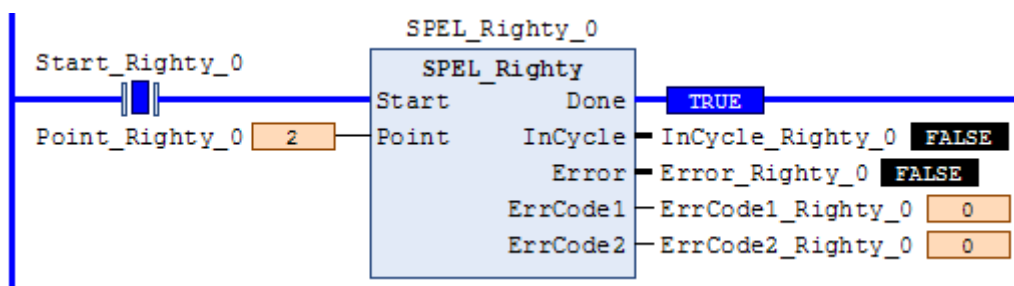 SPEL_Righty_0
Start_Righty_0
SPEL_Righty
Start Done TRUE
Point_Righty_0 2 Point InCycle InCycle_Righty_0 FALSE
Error Error_Righty_0 FALSE
ErrCode1 ErrCode1_Righty_0 0
ErrCode2 ErrCode2_Righty_0 0